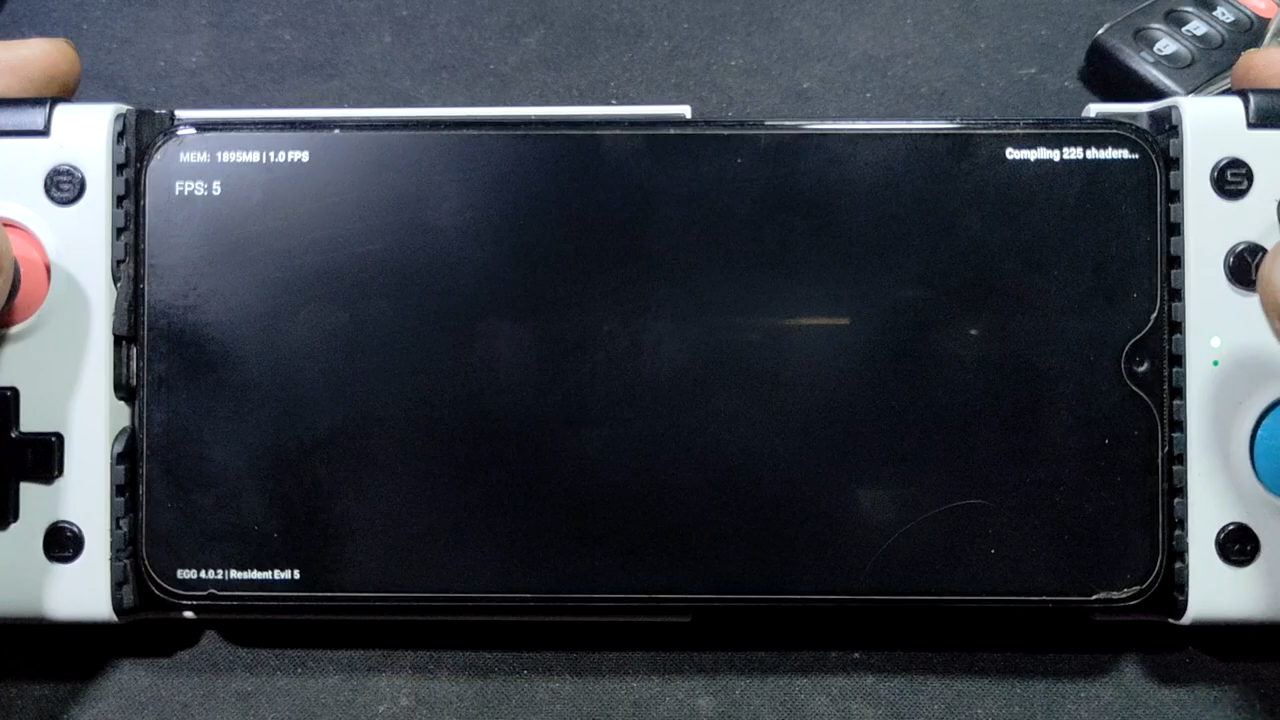 MEM: 1895MB | 1.0 FPS
Compiling 225 shaders...
FPS: 5
EGG 4.0.2 | Resident Evil 5